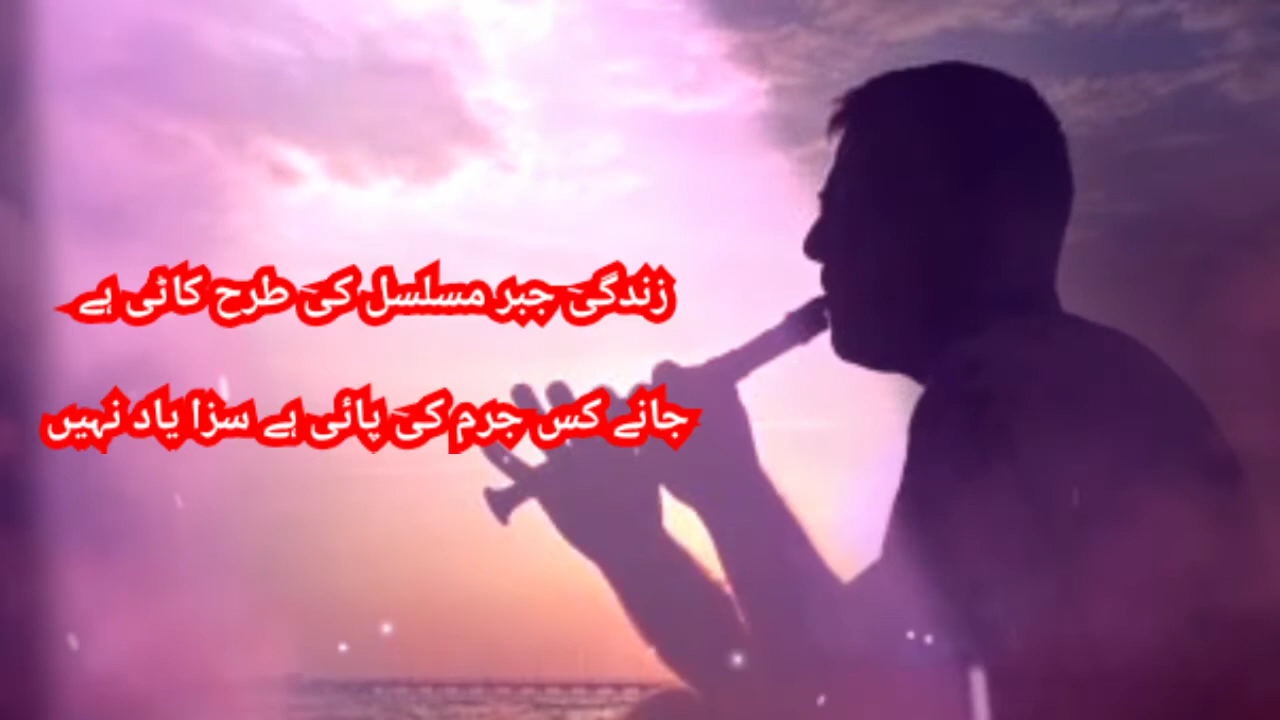 زندگی جبر مسلسل کی طرح کاٹی ہے
جانے کس جرم کی پائی ہے سزا یاد نہیں